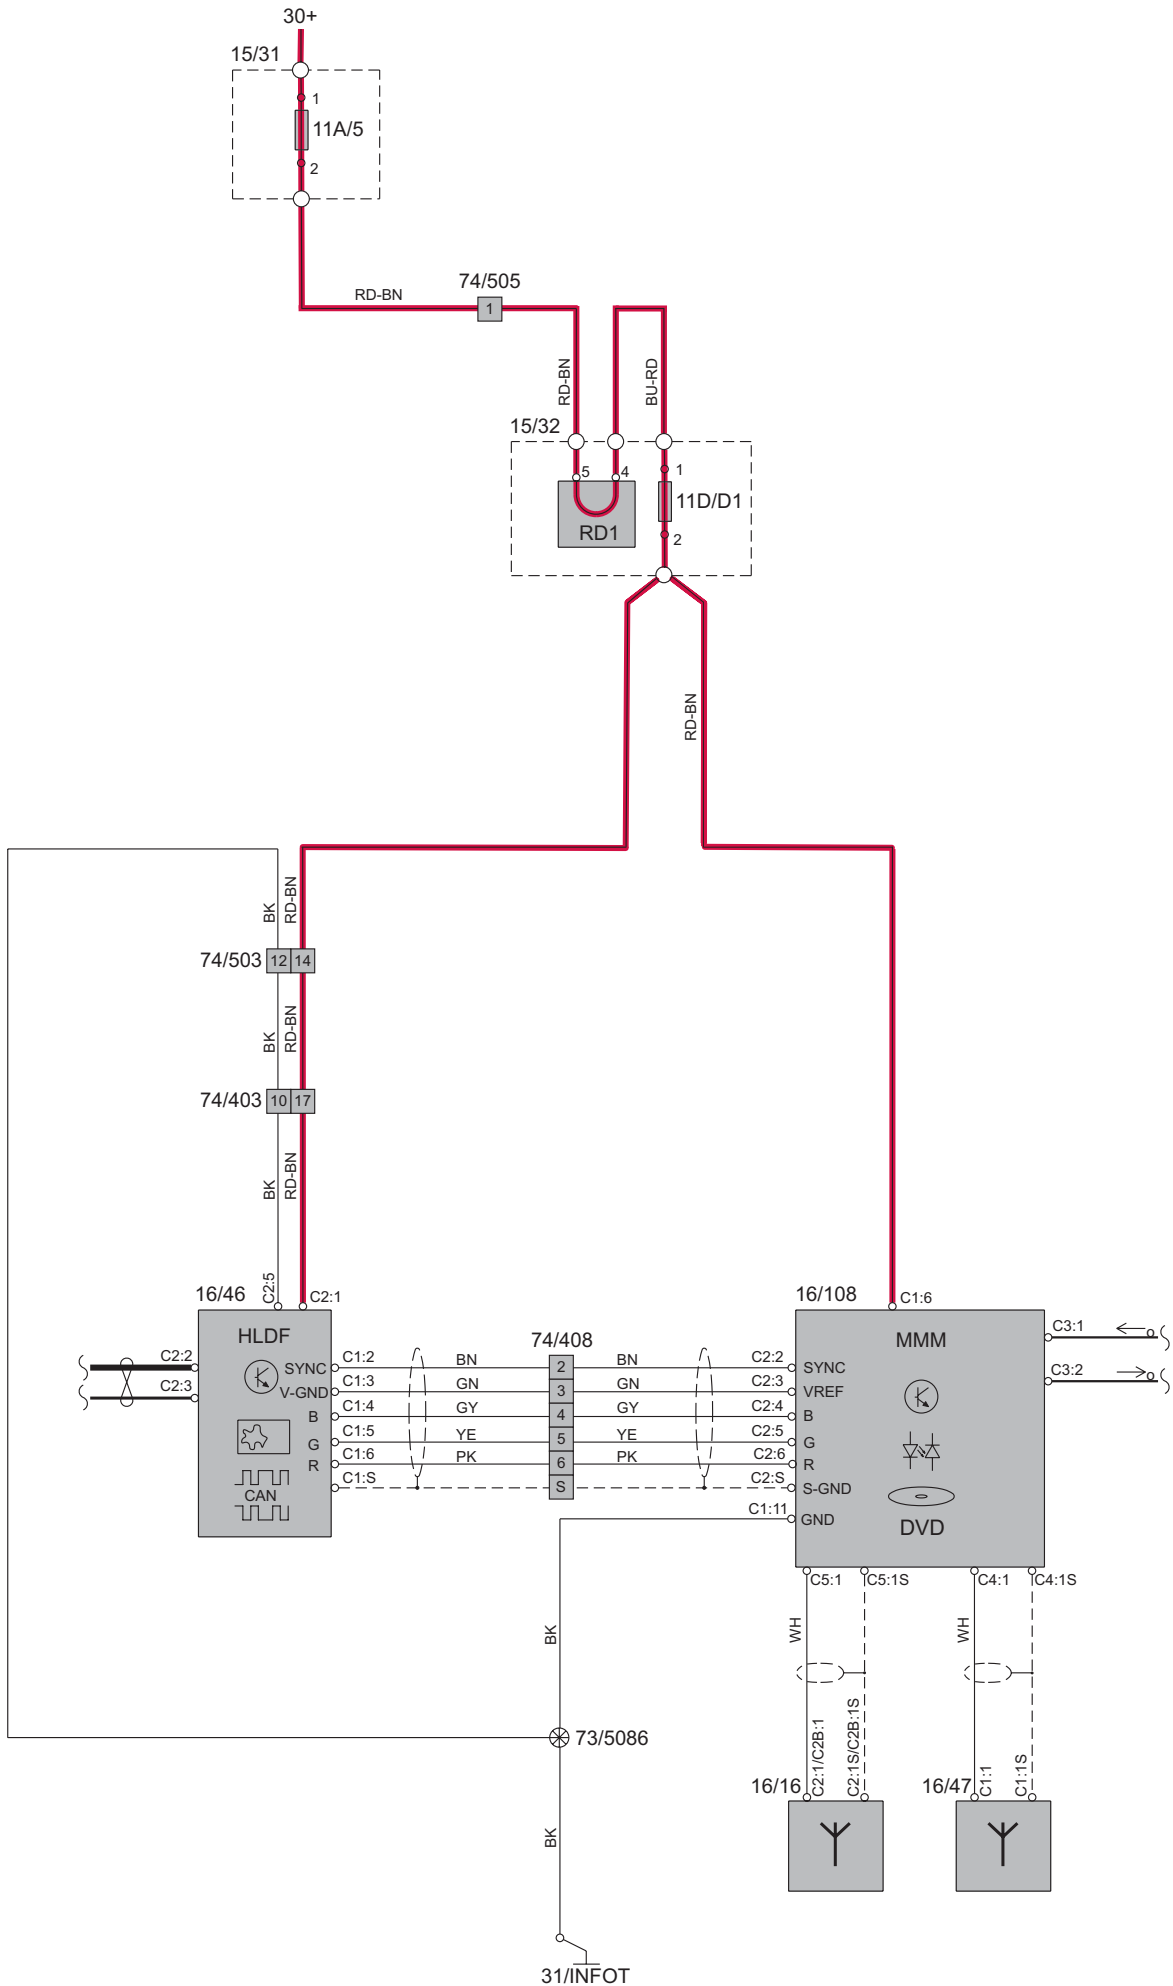 30+
15/31
1
11A/5
2
74/505
RD-BN
1
RD-BN
BU-RD
15/32
5
4
1
11D/D1
RD1
2
RD-BN
BK
RD-BN
74/503
12
14
BK
RD-BN
74/403
10
17
BK
RD-BN
16/46
C2:5
C2:1
16/108
C1:6
HLDF
74/408
MMM
C3:1
C2:2
SYNC
C1:2
BN
2
BN
C2:2
SYNC
C3:2
C2:3
V-GND
C1:3
GN
3
GN
C2:3
VREF
B
C1:4
GY
4
GY
C2:4
B
G
C1:5
YE
5
YE
C2:5
G
R
C1:6
PK
6
PK
C2:6
R
C1:S
S
C2:S
S-GND
CAN
C1:11
GND
DVD
C5:1
C5:1S
C4:1
C4:1S
BK
WH
WH
73/5086
C2:1/C2B:1
C2:1S/C2B:1S
C1:1
C1:1S
16/16
16/47
BK
31/INFOT